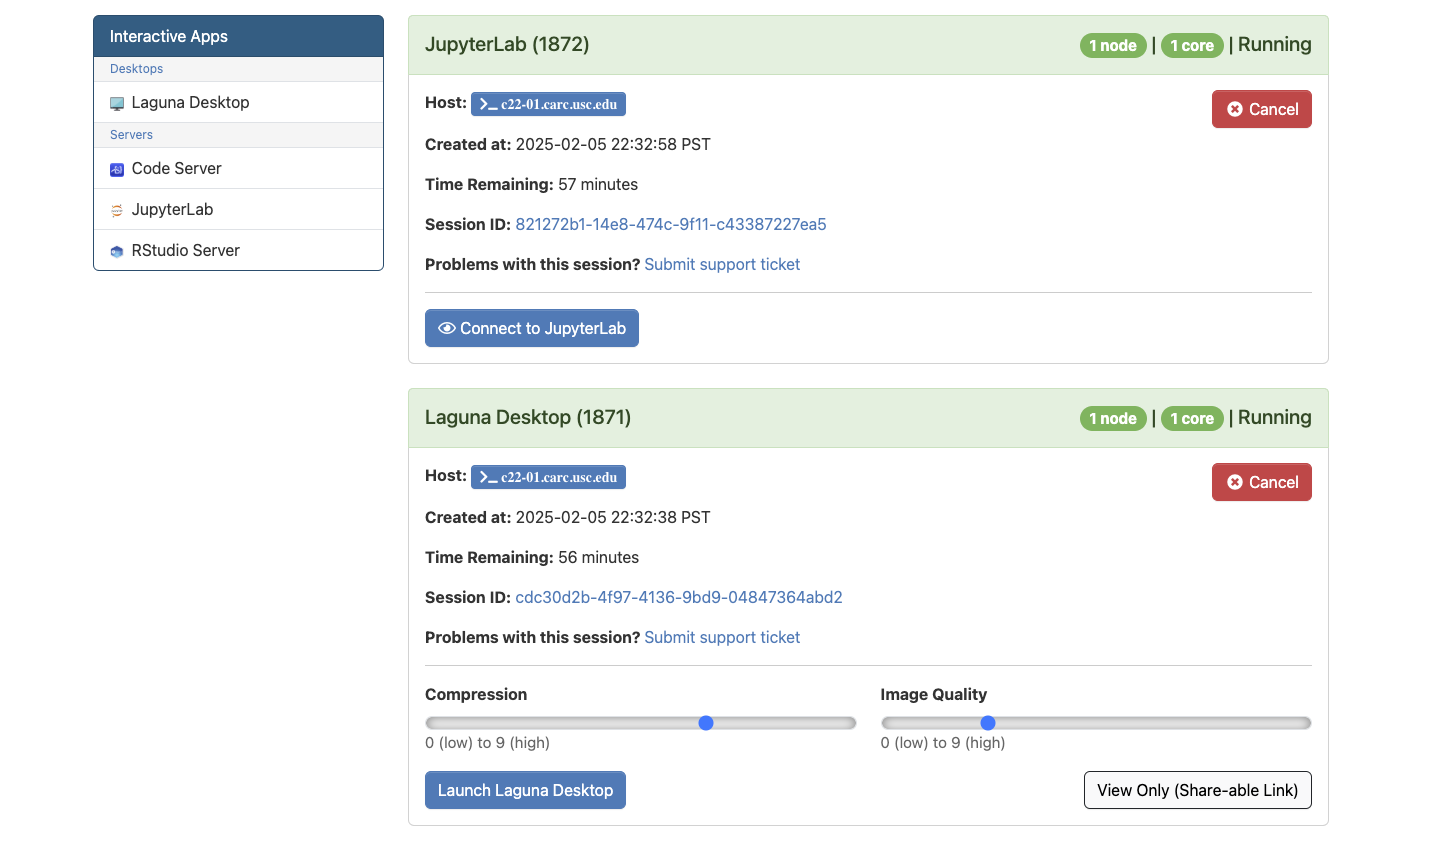 Interactive Apps
Desktops
Laguna Desktop
Servers
Code Server
JupyterLab
RStudio Server
JupyterLab (1872)
1 node | 1 core | Running
Host: >_ c22-01.carc.usc.edu
Cancel
Created at: 2025-02-05 22:32:58 PST
Time Remaining: 57 minutes
Session ID: 821272b1-14e8-474c-9f11-c43387227ea5
Problems with this session? Submit support ticket
Connect to JupyterLab
Laguna Desktop (1871)
1 node | 1 core | Running
Host: >_ c22-01.carc.usc.edu
Cancel
Created at: 2025-02-05 22:32:38 PST
Time Remaining: 56 minutes
Session ID: cdc30d2b-4f97-4136-9bd9-04847364abd2
Problems with this session? Submit support ticket
Compression
0 (low) to 9 (high)
Image Quality
0 (low) to 9 (high)
Launch Laguna Desktop
View Only (Share-able Link)